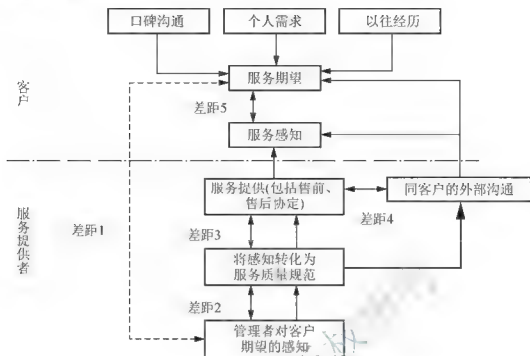 口碑沟通
个人需求
以往经历
服务期望
差距5
服务感知
客户
服务提供(包括售前、
售后协定)
同客户的外部沟通
差距4
服务提供者
差距1
差距3
将感知转化为
服务质量规范
差距2
管理者对客户
期望的感知